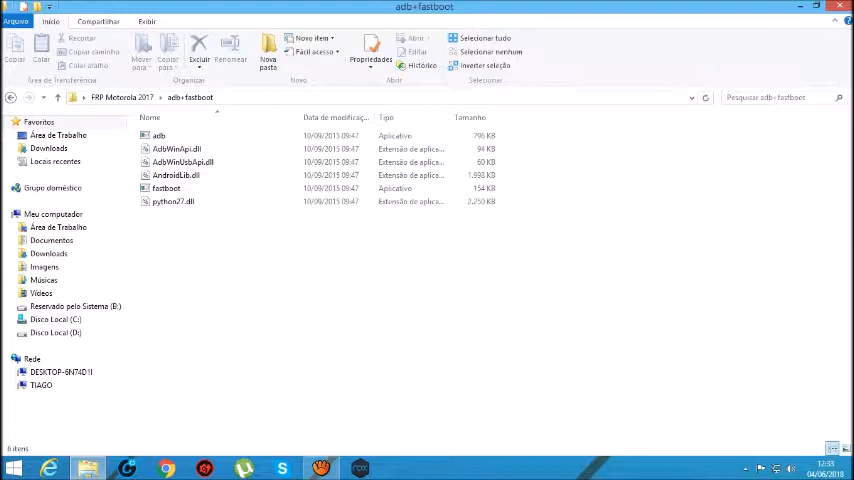 adb+fastboot
Arquivo Início Compartilhar Exibir
Copiar
Colar
Recortar
Copiar caminho
Colar atalho
Área de Transferência
Mover para
Copiar para
Excluir
Renomear
Organizar
Nova pasta
Novo item
Fácil acesso
Novo
Propriedades
Abrir
Editar
Histórico
Abrir
Selecionar tudo
Selecionar nenhum
Inverter seleção
Selecionar
FRP Motorola 2017 adb+fastboot
Pesquisar adb+fastboot
Favoritos
Área de Trabalho
Downloads
Locais recentes
Grupo doméstico
Meu computador
Área de Trabalho
Documentos
Downloads
Imagens
Músicas
Vídeos
Reservado pelo Sistema (B:)
Disco Local (C:)
Disco Local (D:)
Rede
DESKTOP-6N74D1I
TIAGO
Nome Data de modificaç... Tipo Tamanho
adb 10/09/2015 09:47 Aplicativo 796 KB
AdbWinApi.dll 10/09/2015 09:47 Extensão de aplica... 94 KB
AdbWinUsbApi.dll 10/09/2015 09:47 Extensão de aplica... 60 KB
AndroidLib.dll 10/09/2015 09:47 Extensão de aplica... 1.998 KB
fastboot 10/09/2015 09:47 Aplicativo 154 KB
python27.dll 10/09/2015 09:47 Extensão de aplica... 2.250 KB
6 itens
12:33
04/06/2018